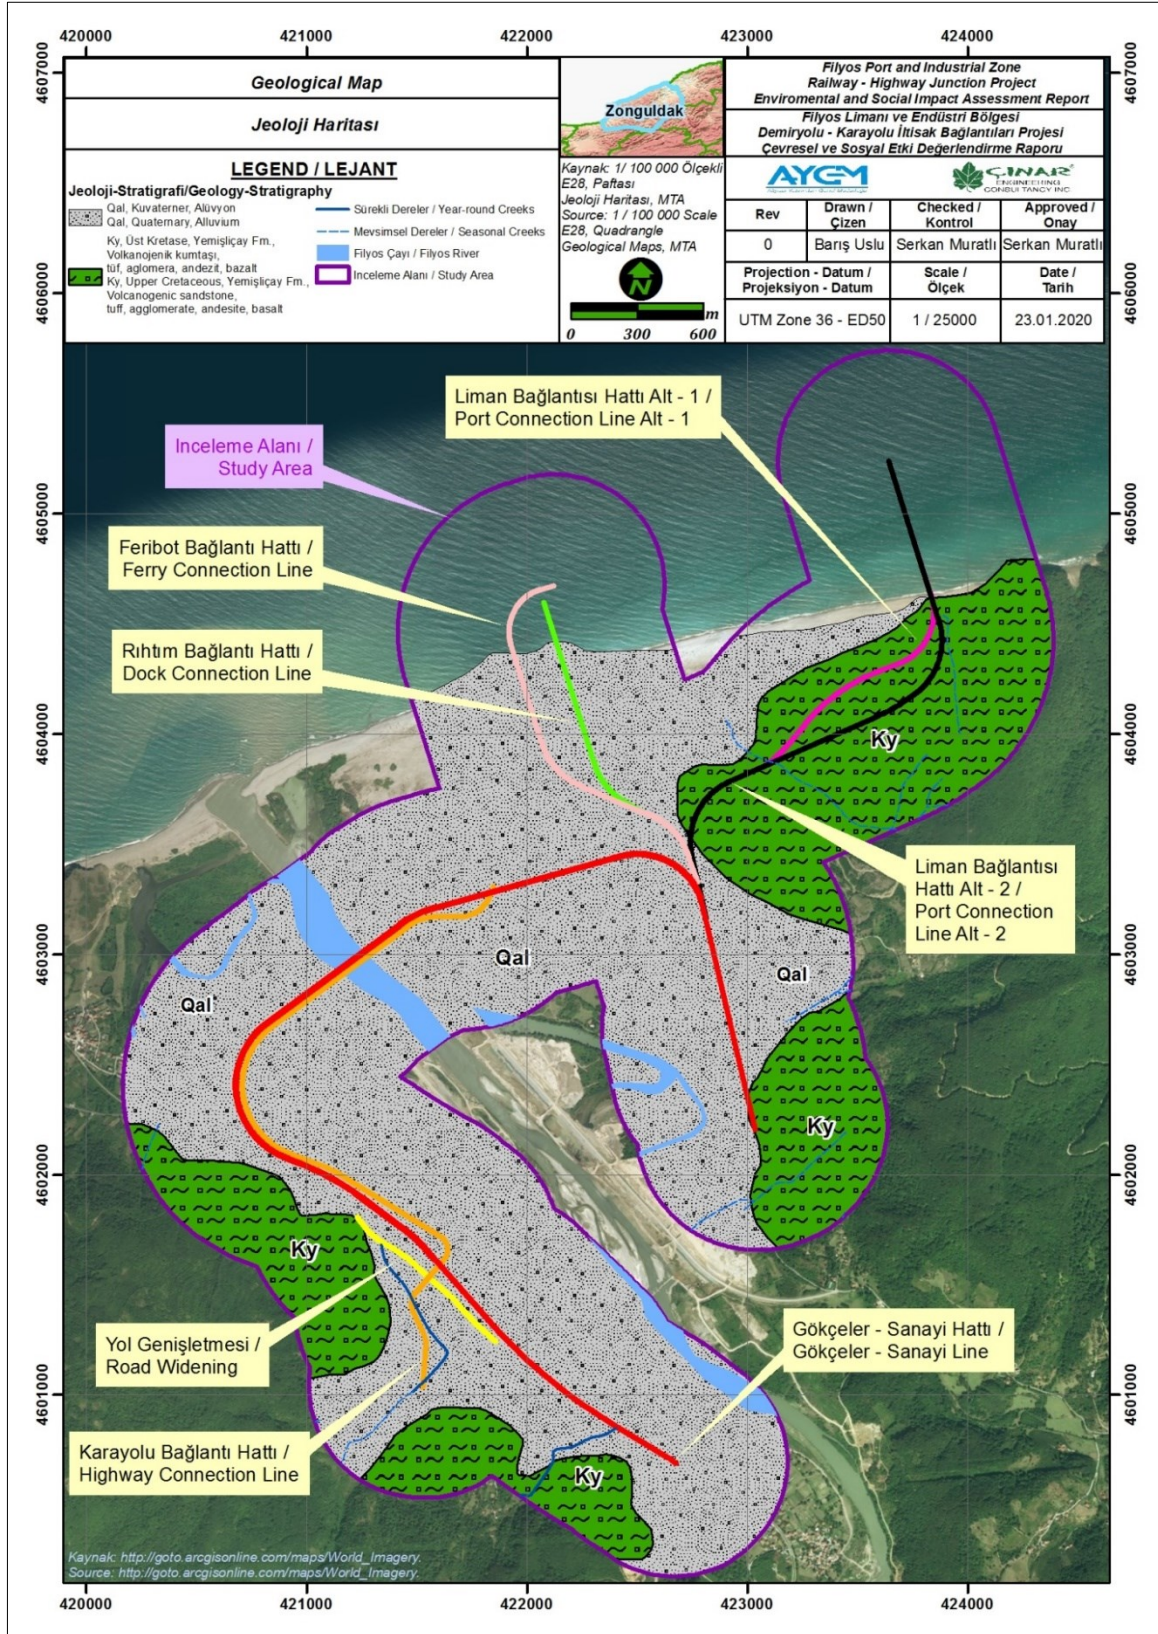 420000 421000 422000 423000 424000
4607000
4606000
4605000
4604000
4603000
4602000
4601000
Geological Map
Jeoloji Haritası
LEGEND / LEJANT
Jeoloji-Stratigrafi/Geology-Stratigraphy
Qal, Kuvaterner, Alüvyon
Qal, Quaternary, Alluvium
Ky, Üst Kretase, Yemişliçay Fm.,
Volkanojenik kumtaşı,
tüf, aglomera, andezit, bazalt
Ky, Upper Cretaceous, Yemişliçay Fm.,
Volcanogenic sandstone,
tuff, agglomerate, andesite, basalt
Sürekli Dereler / Year-round Creeks
Mevsimsel Dereler / Seasonal Creeks
Filyos Çayı / Filyos River
Inceleme Alanı / Study Area
Zonguldak
Kaynak: 1/ 100 000 Ölçekli
E28, Paftası
Jeoloji Haritası, MTA
Source: 1 / 100 000 Scale
E28, Quadrangle
Geological Maps, MTA
N
m
0 300 600
Filyos Port and Industrial Zone
Railway - Highway Junction Project
Enviromental and Social Impact Assessment Report
Filyos Limanı ve Endüstri Bölgesi
Demiryolu - Karayolu İltisak Bağlantıları Projesi
Çevresel ve Sosyal Etki Değerlendirme Raporu
AYGM
ÇINAR
ENGINEERING
CONSULTANCY INC.
Rev
Drawn /
Çizen
Checked /
Kontrol
Approved /
Onay
0
Barış Uslu
Serkan Muratlı
Serkan Muratlı
Projection - Datum /
Projeksiyon - Datum
Scale /
Ölçek
Date /
Tarih
UTM Zone 36 - ED50
1 / 25000
23.01.2020
Liman Bağlantısı Hattı Alt - 1 /
Port Connection Line Alt - 1
Inceleme Alanı /
Study Area
Feribot Bağlantı Hattı /
Ferry Connection Line
Rıhtım Bağlantı Hattı /
Dock Connection Line
Ky
Liman Bağlantısı
Hattı Alt - 2 /
Port Connection
Line Alt - 2
Qal
Qal
Qal
Ky
Ky
Yol Genişletmesi /
Road Widening
Gökçeler - Sanayi Hattı /
Gökçeler - Sanayi Line
Karayolu Bağlantı Hattı /
Highway Connection Line
Ky
Kaynak: http://goto.arcgisonline.com/maps/World_Imagery.
Source: http://goto.arcgisonline.com/maps/World_Imagery.
420000 421000 422000 423000 424000
4607000
4606000
4605000
4604000
4603000
4602000
4601000